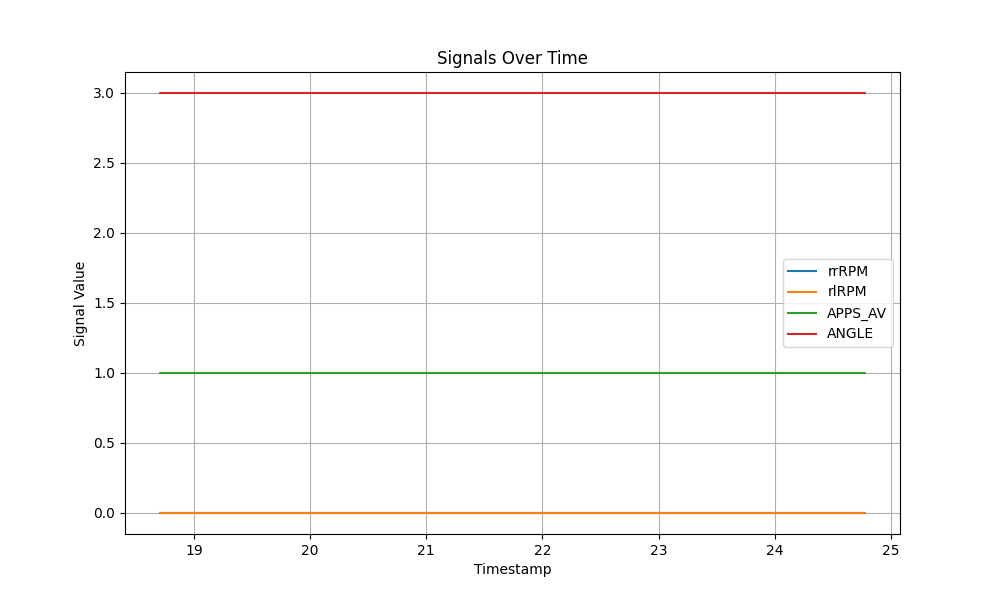 Signals Over Time
3.0
2.5
2.0
1.5
1.0
0.5
0.0
Signal Value
rrRPM
rlRPM
APPS_AV
ANGLE
19 20 21 22 23 24 25
Timestamp